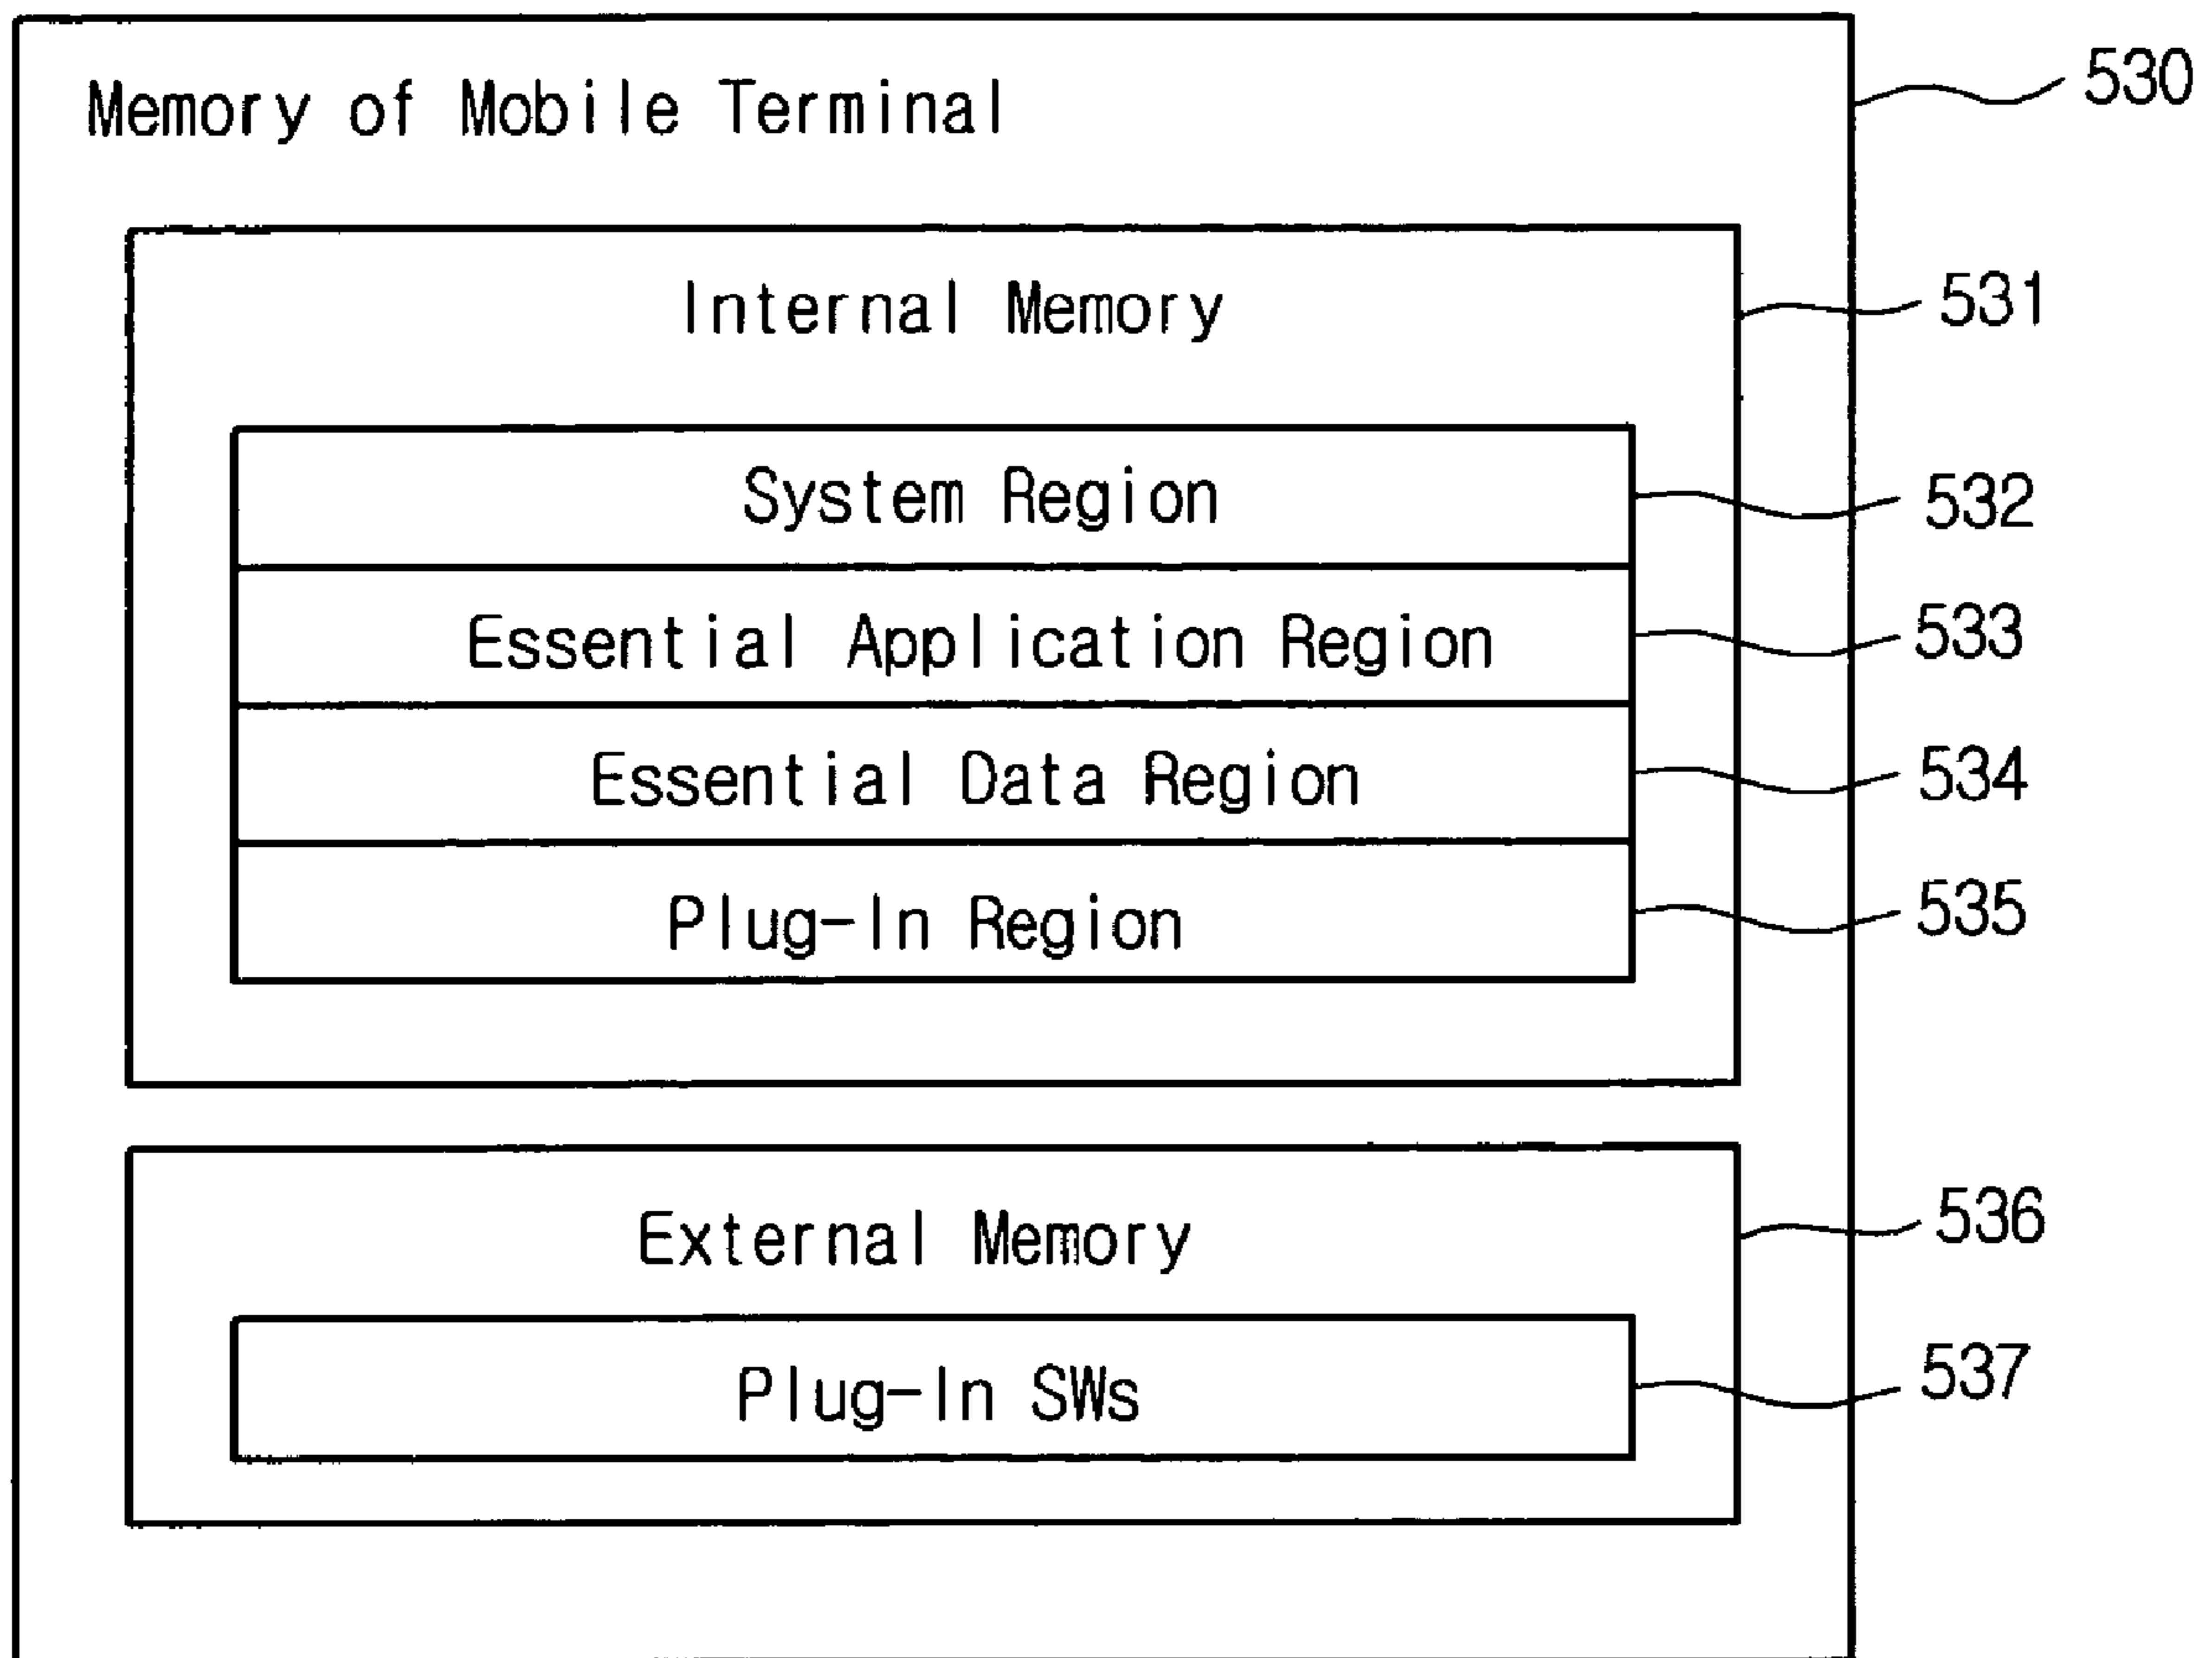 Memory of Mobile Terminal
530
Internal Memory
531
System Region
532
Essential Application Region
533
Essential Data Region
534
Plug-In Region
535
External Memory
536
Plug-In SWs
537